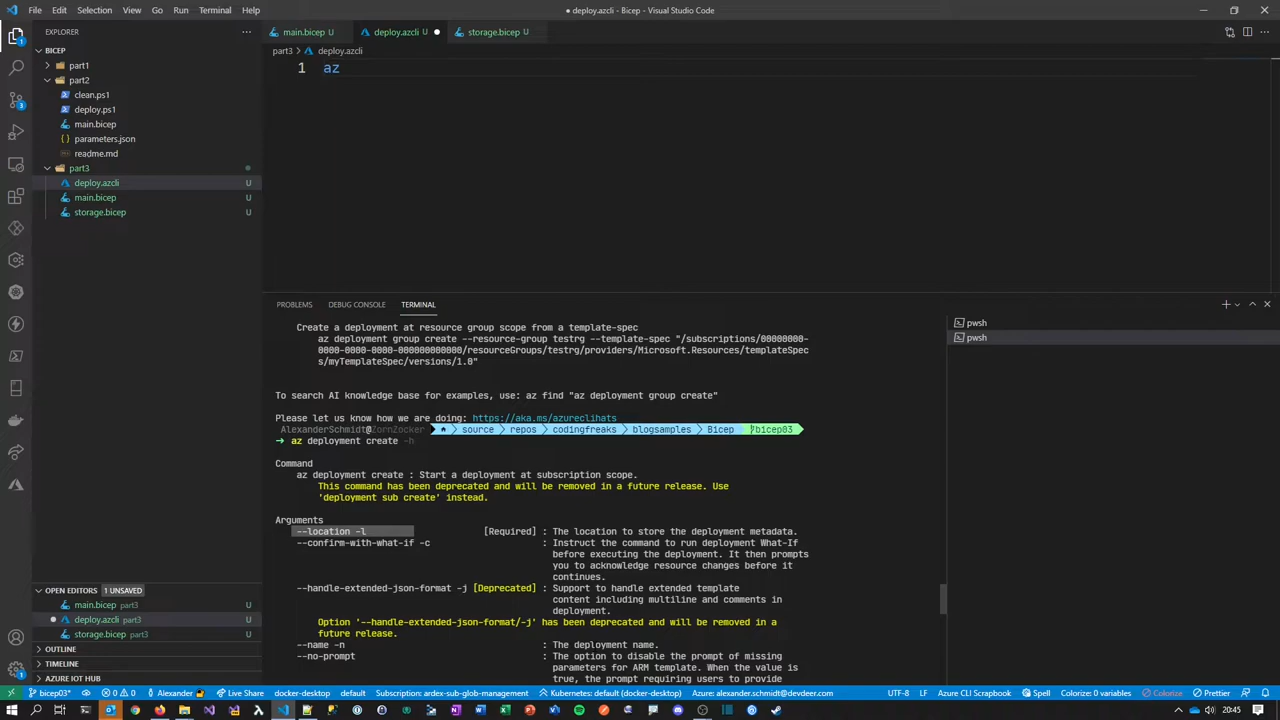 File Edit Selection View Go Run Terminal Help
● deploy.azcli - Bicep - Visual Studio Code
EXPLORER
main.bicep U
deploy.azcli U ●
storage.bicep U
BICEP
part3 > deploy.azcli
part1
part2
clean.ps1
deploy.ps1
main.bicep
{ } parameters.json
readme.md
part3
deploy.azcli U
main.bicep U
storage.bicep U
1 az
PROBLEMS DEBUG CONSOLE TERMINAL
pwsh
pwsh
Create a deployment at resource group scope from a template-spec
az deployment group create --resource-group testrg --template-spec "/subscriptions/00000000-
0000-0000-0000-000000000000/resourceGroups/testrg/providers/Microsoft.Resources/templateSpec
s/myTemplateSpec/versions/1.0"
To search AI knowledge base for examples, use: az find "az deployment group create"
Please let us know how we are doing: https://aka.ms/azureclihats
AlexanderSchmidt@ZornZocker source repos codingfreaks blogsamples Bicep bicep03
→ az deployment create -h
Command
az deployment create : Start a deployment at subscription scope.
This command has been deprecated and will be removed in a future release. Use
'deployment sub create' instead.
Arguments
--location -l [Required] : The location to store the deployment metadata.
--confirm-with-what-if -c : Instruct the command to run deployment What-If
before executing the deployment. It then prompts
you to acknowledge resource changes before it
continues.
--handle-extended-json-format -j [Deprecated] : Support to handle extended template
content including multiline and comments in
deployment.
Option '--handle-extended-json-format/-j' has been deprecated and will be removed in a
future release.
--name -n : The deployment name.
--no-prompt : The option to disable the prompt of missing
parameters for ARM template. When the value is
true, the prompt requiring users to provide
OPEN EDITORS 1 UNSAVED
main.bicep part3 U
● deploy.azcli part3 U
storage.bicep part3 U
OUTLINE
TIMELINE
AZURE IOT HUB
bicep03* 0 0 Alexander Live Share docker-desktop default Subscription: ardex-sub-glob-management Kubernetes: default (docker-desktop) Azure: alexander.schmidt@devdeer.com UTF-8 LF Azure CLI Scrapbook Spell Colorize: 0 variables Colorize Prettier
20:45